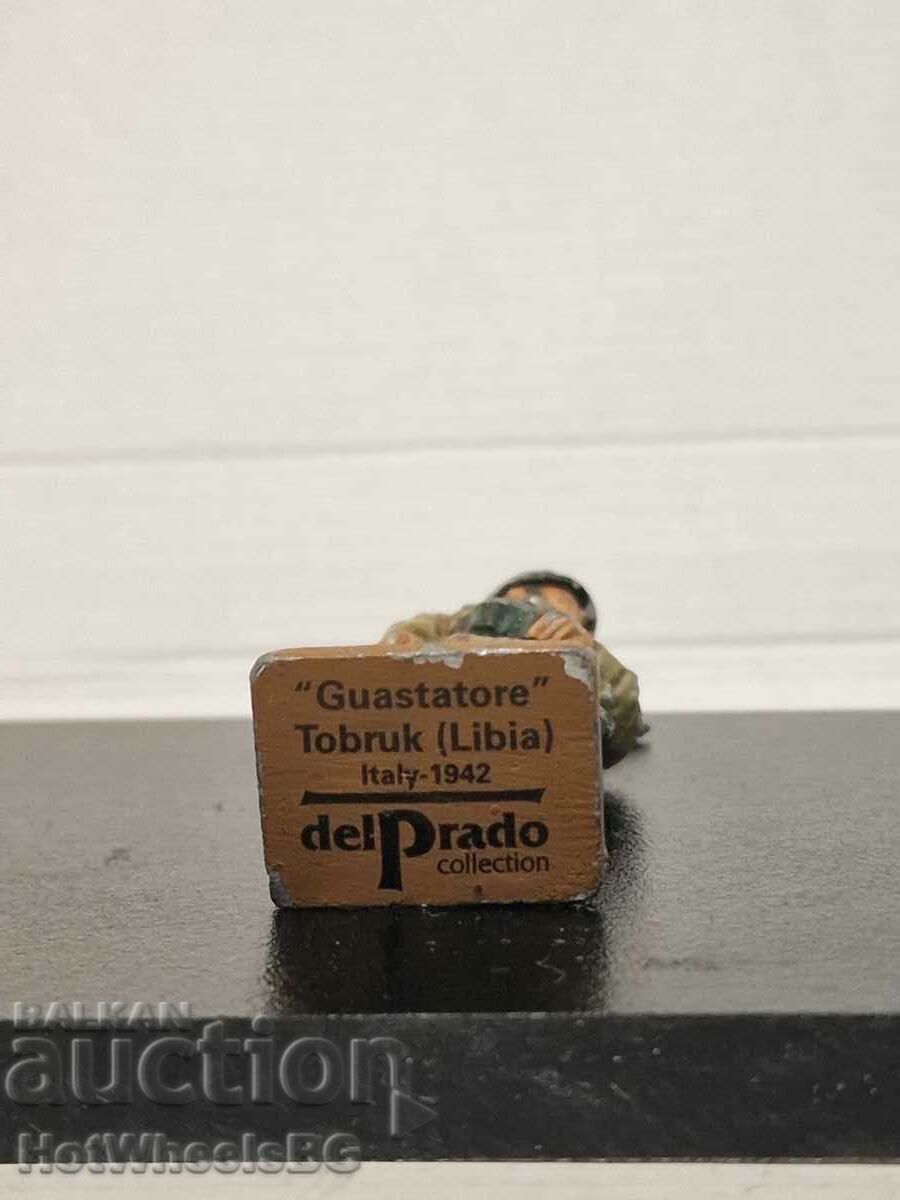 "Guastatore"
Tobruk (Libia)
Italy-1942
delPrado
collection
BALKAN
auction
HotWheelsBG